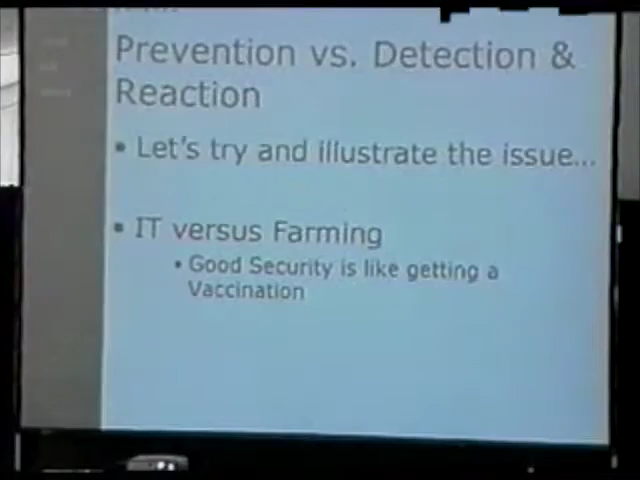 Prevention vs. Detection &
Reaction
• Let's try and illustrate the issue...
• IT versus Farming
• Good Security is like getting a
Vaccination